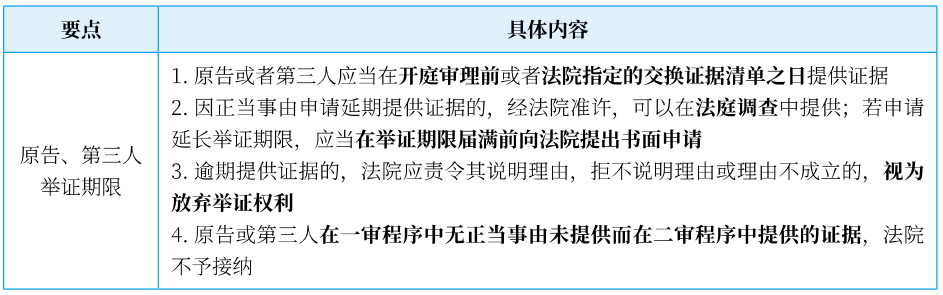 要点
具体内容
原告、第三人
举证期限
1. 原告或者第三人应当在开庭审理前或者法院指定的交换证据清单之日提供证据
2. 因正当事由申请延期提供证据的，经法院准许，可以在法庭调查中提供；若申请
延长举证期限，应当在举证期限届满前向法院提出书面申请
3. 逾期提供证据的，法院应责令其说明理由，拒不说明理由或理由不成立的，视为
放弃举证权利
4. 原告或第三人在一审程序中无正当事由未提供而在二审程序中提供的证据，法院
不予接纳